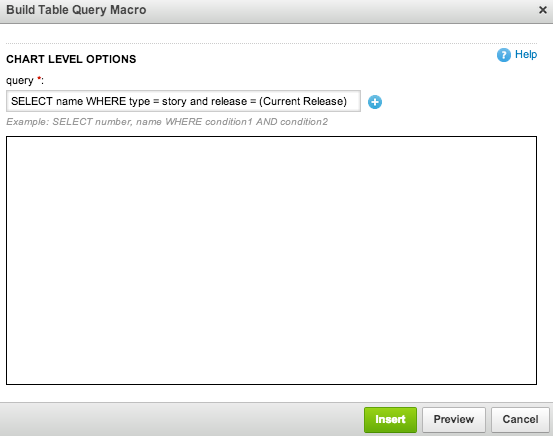 Build Table Query Macro ×
? Help
CHART LEVEL OPTIONS
query *:
SELECT name WHERE type = story and release = (Current Release) +
Example: SELECT number, name WHERE condition1 AND condition2
Insert Preview Cancel